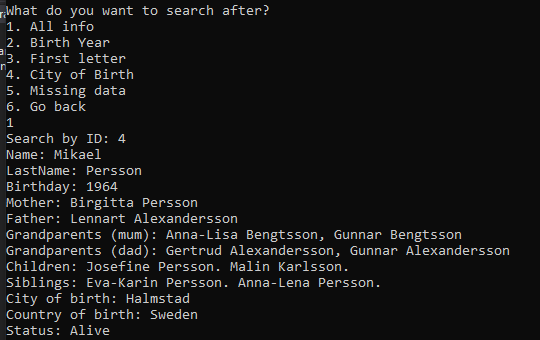 What do you want to search after?
1. All info
2. Birth Year
3. First letter
4. City of Birth
5. Missing data
6. Go back
1
Search by ID: 4
Name: Mikael
LastName: Persson
Birthday: 1964
Mother: Birgitta Persson
Father: Lennart Alexandersson
Grandparents (mum): Anna-Lisa Bengtsson, Gunnar Bengtsson
Grandparents (dad): Gertrud Alexandersson, Gunnar Alexandersson
Children: Josefine Persson. Malin Karlsson.
Siblings: Eva-Karin Persson. Anna-Lena Persson.
City of birth: Halmstad
Country of birth: Sweden
Status: Alive